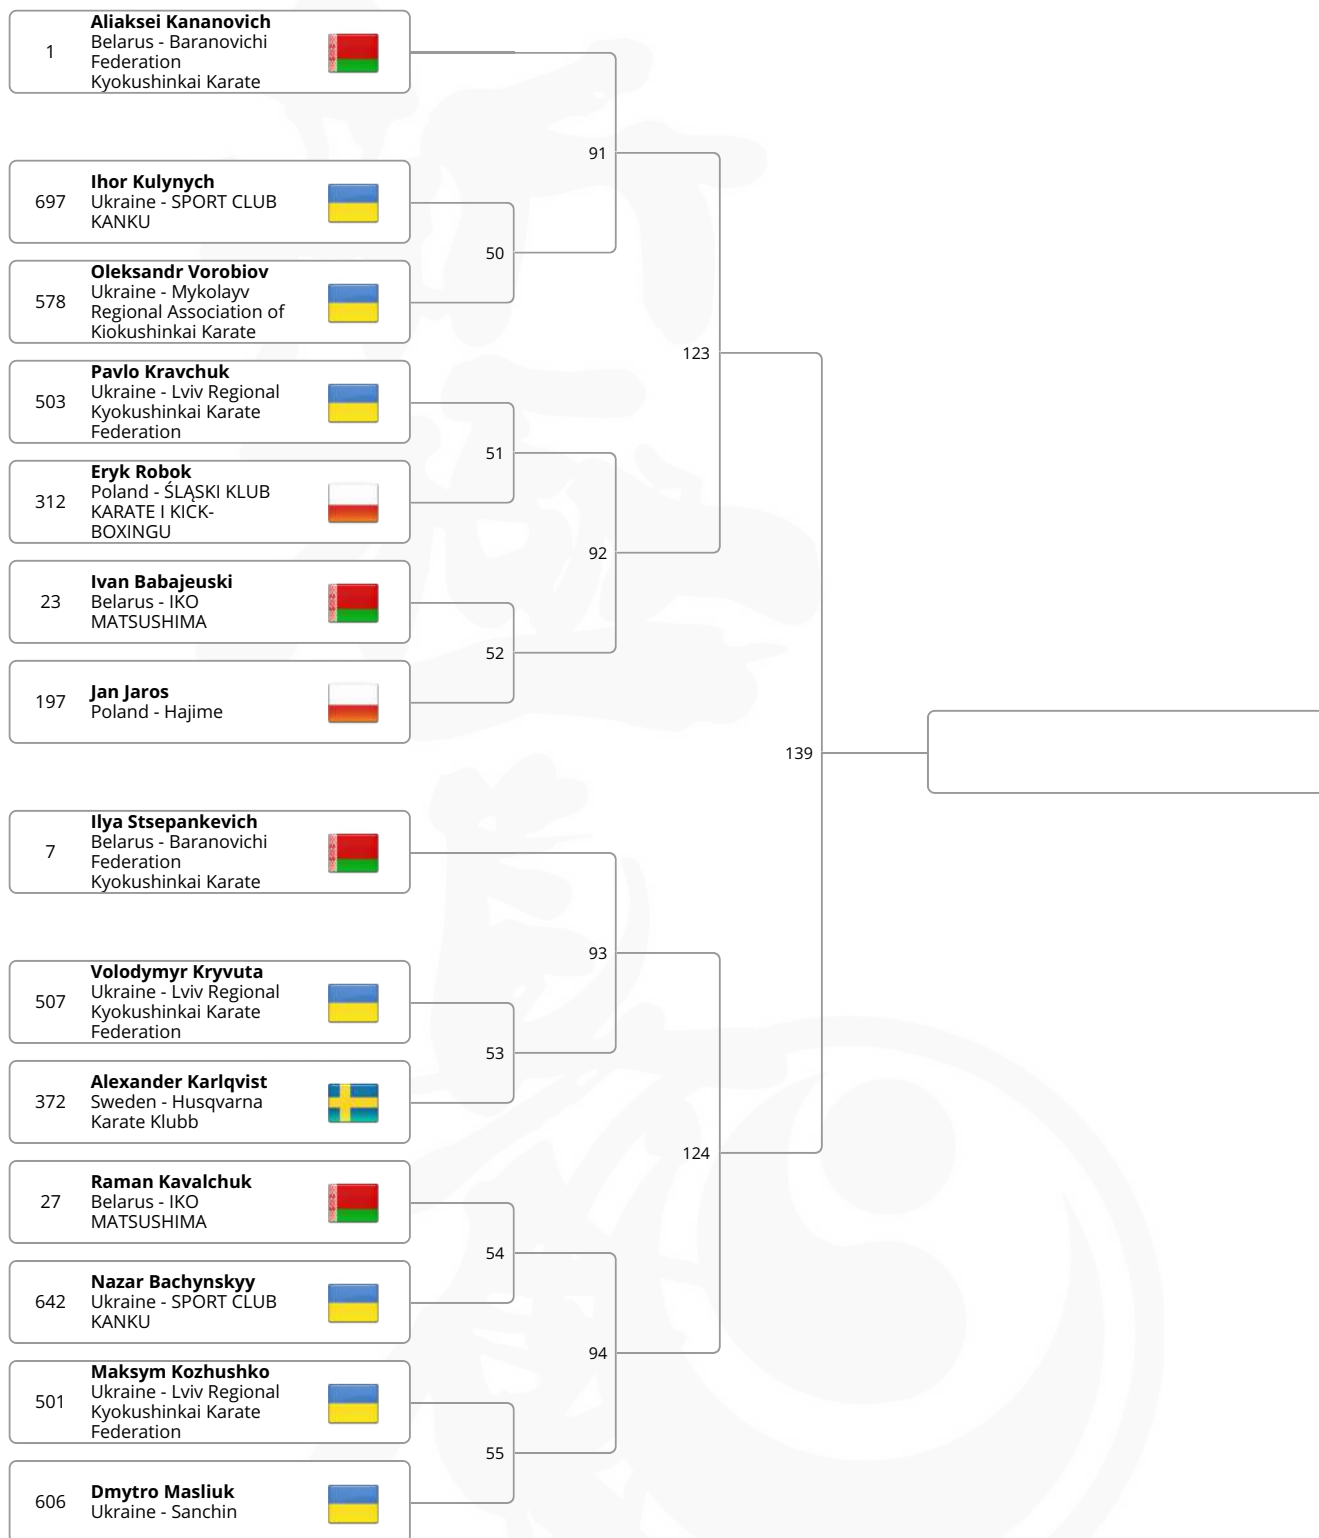 Aliaksei Kananovich
1
Belarus - Baranovichi
Federation
Kyokushinkai Karate
91
697
Ihor Kulynych
Ukraine - SPORT CLUB
KANKU
50
578
Oleksandr Vorobiov
Ukraine - Mykolayv
Regional Association of
Kiokushinkai Karate
123
503
Pavlo Kravchuk
Ukraine - Lviv Regional
Kyokushinkai Karate
Federation
51
312
Eryk Robok
Poland - ŚLĄSKI KLUB
KARATE I KICK-
BOXINGU
92
23
Ivan Babajeuski
Belarus - IKO
MATSUSHIMA
52
197
Jan Jaros
Poland - Hajime
139
7
Ilya Stsepankevich
Belarus - Baranovichi
Federation
Kyokushinkai Karate
93
507
Volodymyr Kryvuta
Ukraine - Lviv Regional
Kyokushinkai Karate
Federation
53
372
Alexander Karlqvist
Sweden - Husqvarna
Karate Klubb
124
27
Raman Kavalchuk
Belarus - IKO
MATSUSHIMA
54
642
Nazar Bachynskyy
Ukraine - SPORT CLUB
KANKU
94
501
Maksym Kozhushko
Ukraine - Lviv Regional
Kyokushinkai Karate
Federation
55
606
Dmytro Masliuk
Ukraine - Sanchin